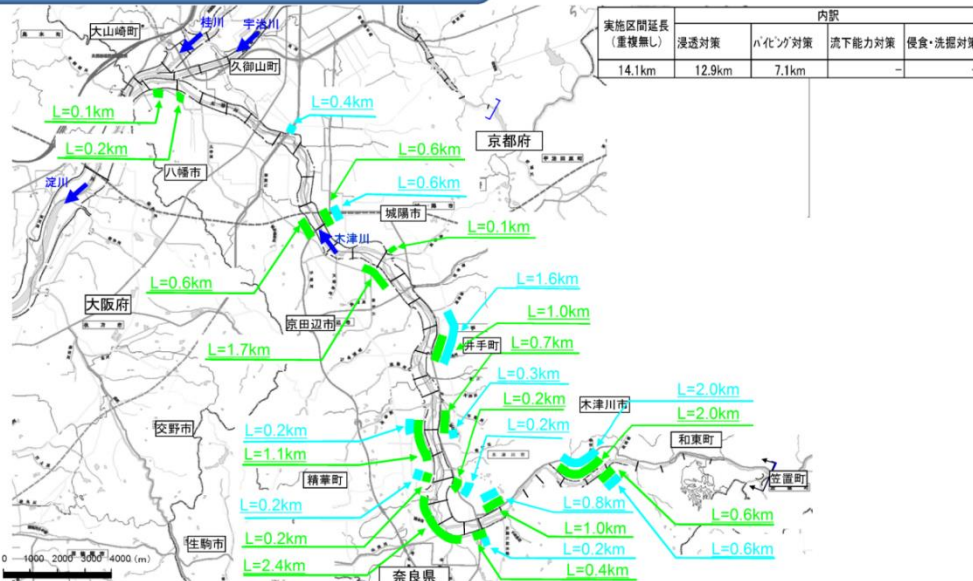 実施区間延長
(重複無し)
内訳
浸透対策
パイピング対策
流下能力対策
侵食・洗掘対策
14.1km
12.9km
7.1km
-
-
大山崎町
桂川
宇治川
久御山町
L=0.1km
L=0.4km
L=0.2km
京都府
L=0.6km
八幡市
L=0.6km
淀川
城陽市
木津川
L=0.1km
L=0.6km
L=1.6km
大阪府
L=1.0km
京田辺市
井手町
L=0.7km
L=1.7km
L=0.3km
L=0.2km
木津川市
L=2.0km
L=0.2km
L=2.0km
L=0.2km
交野市
和東町
L=1.1km
精華町
笠置町
L=0.2km
L=0.8km
L=0.6km
L=0.2km
L=1.0km
生駒市
L=0.2km
L=0.6km
L=2.4km
L=0.4km
奈良県
0 1000 2000 3000 4000 (m)